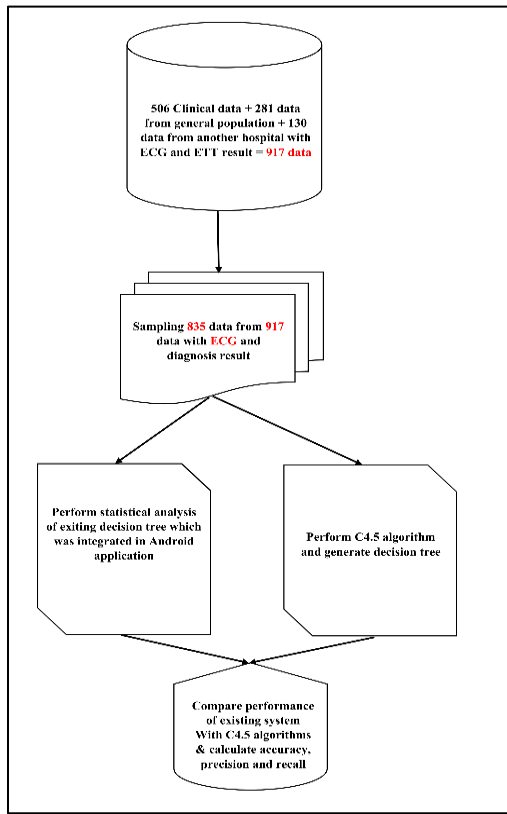 506 Clinical data + 281 data
from general population + 130
data from another hospital with
ECG and ETT result = 917 data
Sampling 835 data from 917
data with ECG and
diagnosis result
Perform statistical analysis
of exiting decision tree which
was integrated in Android
application
Perform C4.5 algorithm
and generate decision tree
Compare performance
of existing system
With C4.5 algorithms
& calculate accuracy,
precision and recall